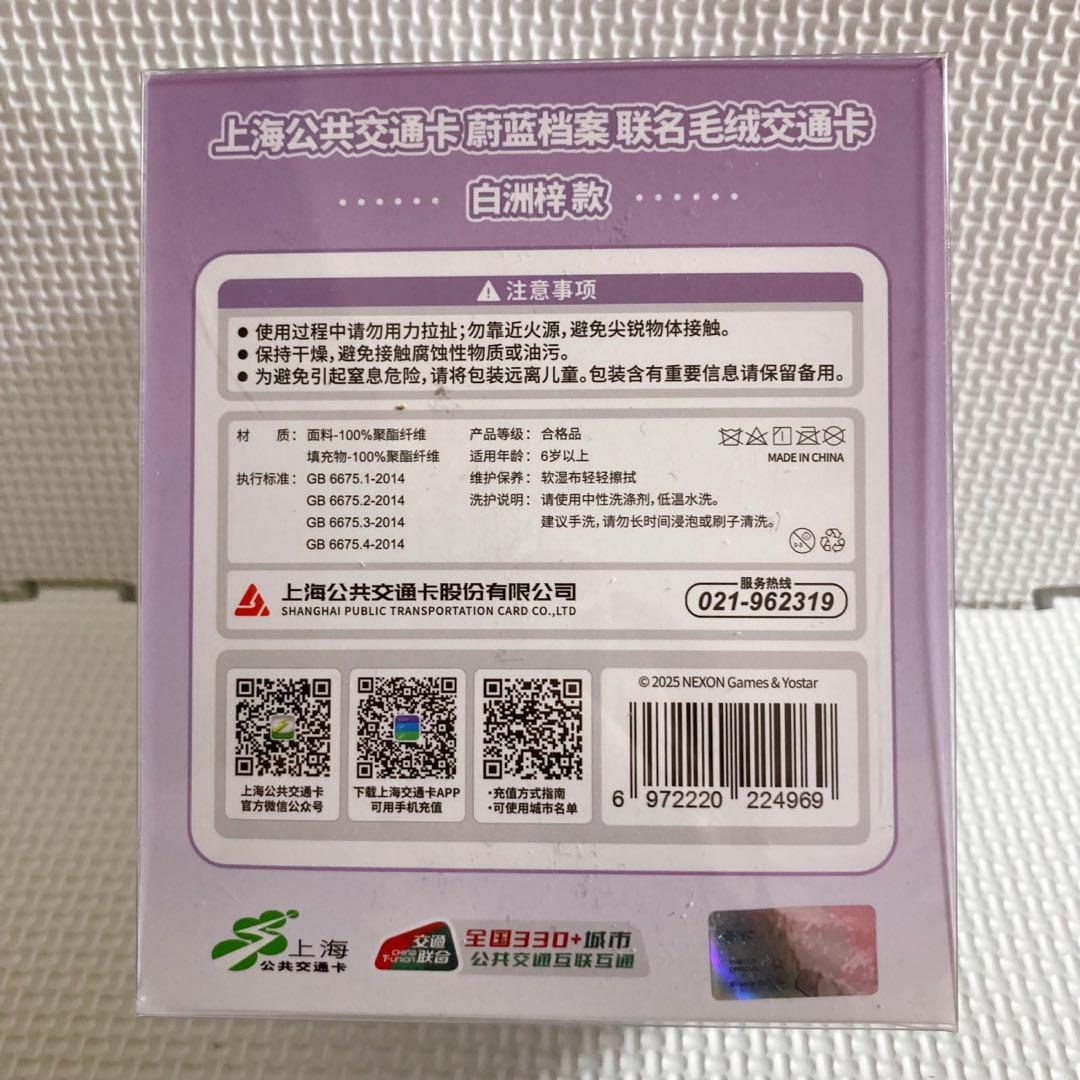 上海公共交通卡 蔚蓝档案 联名毛绒交通卡
白洲梓 款
注意事项
● 使用过程中请勿用力拉扯;勿靠近火源,避免尖锐物体接触。
● 保持干燥,避免接触腐蚀性物质或油污。
● 为避免引起窒息危险,请将包装远离儿童。包装含有重要信息请保留备用。
材 质: 面料-100%聚酯纤维
填充物-100%聚酯纤维
执行标准: GB 6675.1-2014
GB 6675.2-2014
GB 6675.3-2014
GB 6675.4-2014
产品等级: 合格品
适用年龄: 6岁以上
维护保养: 软湿布轻轻擦拭
洗护说明: 请使用中性洗涤剂,低温水洗。
建议手洗,请勿长时间浸泡或刷子清洗。
MADE IN CHINA
0-3
上海公共交通卡股份有限公司
SHANGHAI PUBLIC TRANSPORTATION CARD CO.,LTD
服务热线
021-962319
上海公共交通卡
官方微信公众号
下载上海交通卡APP
可用手机充值
·充值方式指南
·可使用城市名单
© 2025 NEXON Games & Yostar
6 972220 224969
上海
公共交通卡
交通
联合
CHINA
T-UNION
全国330+城市
公共交通互联互通